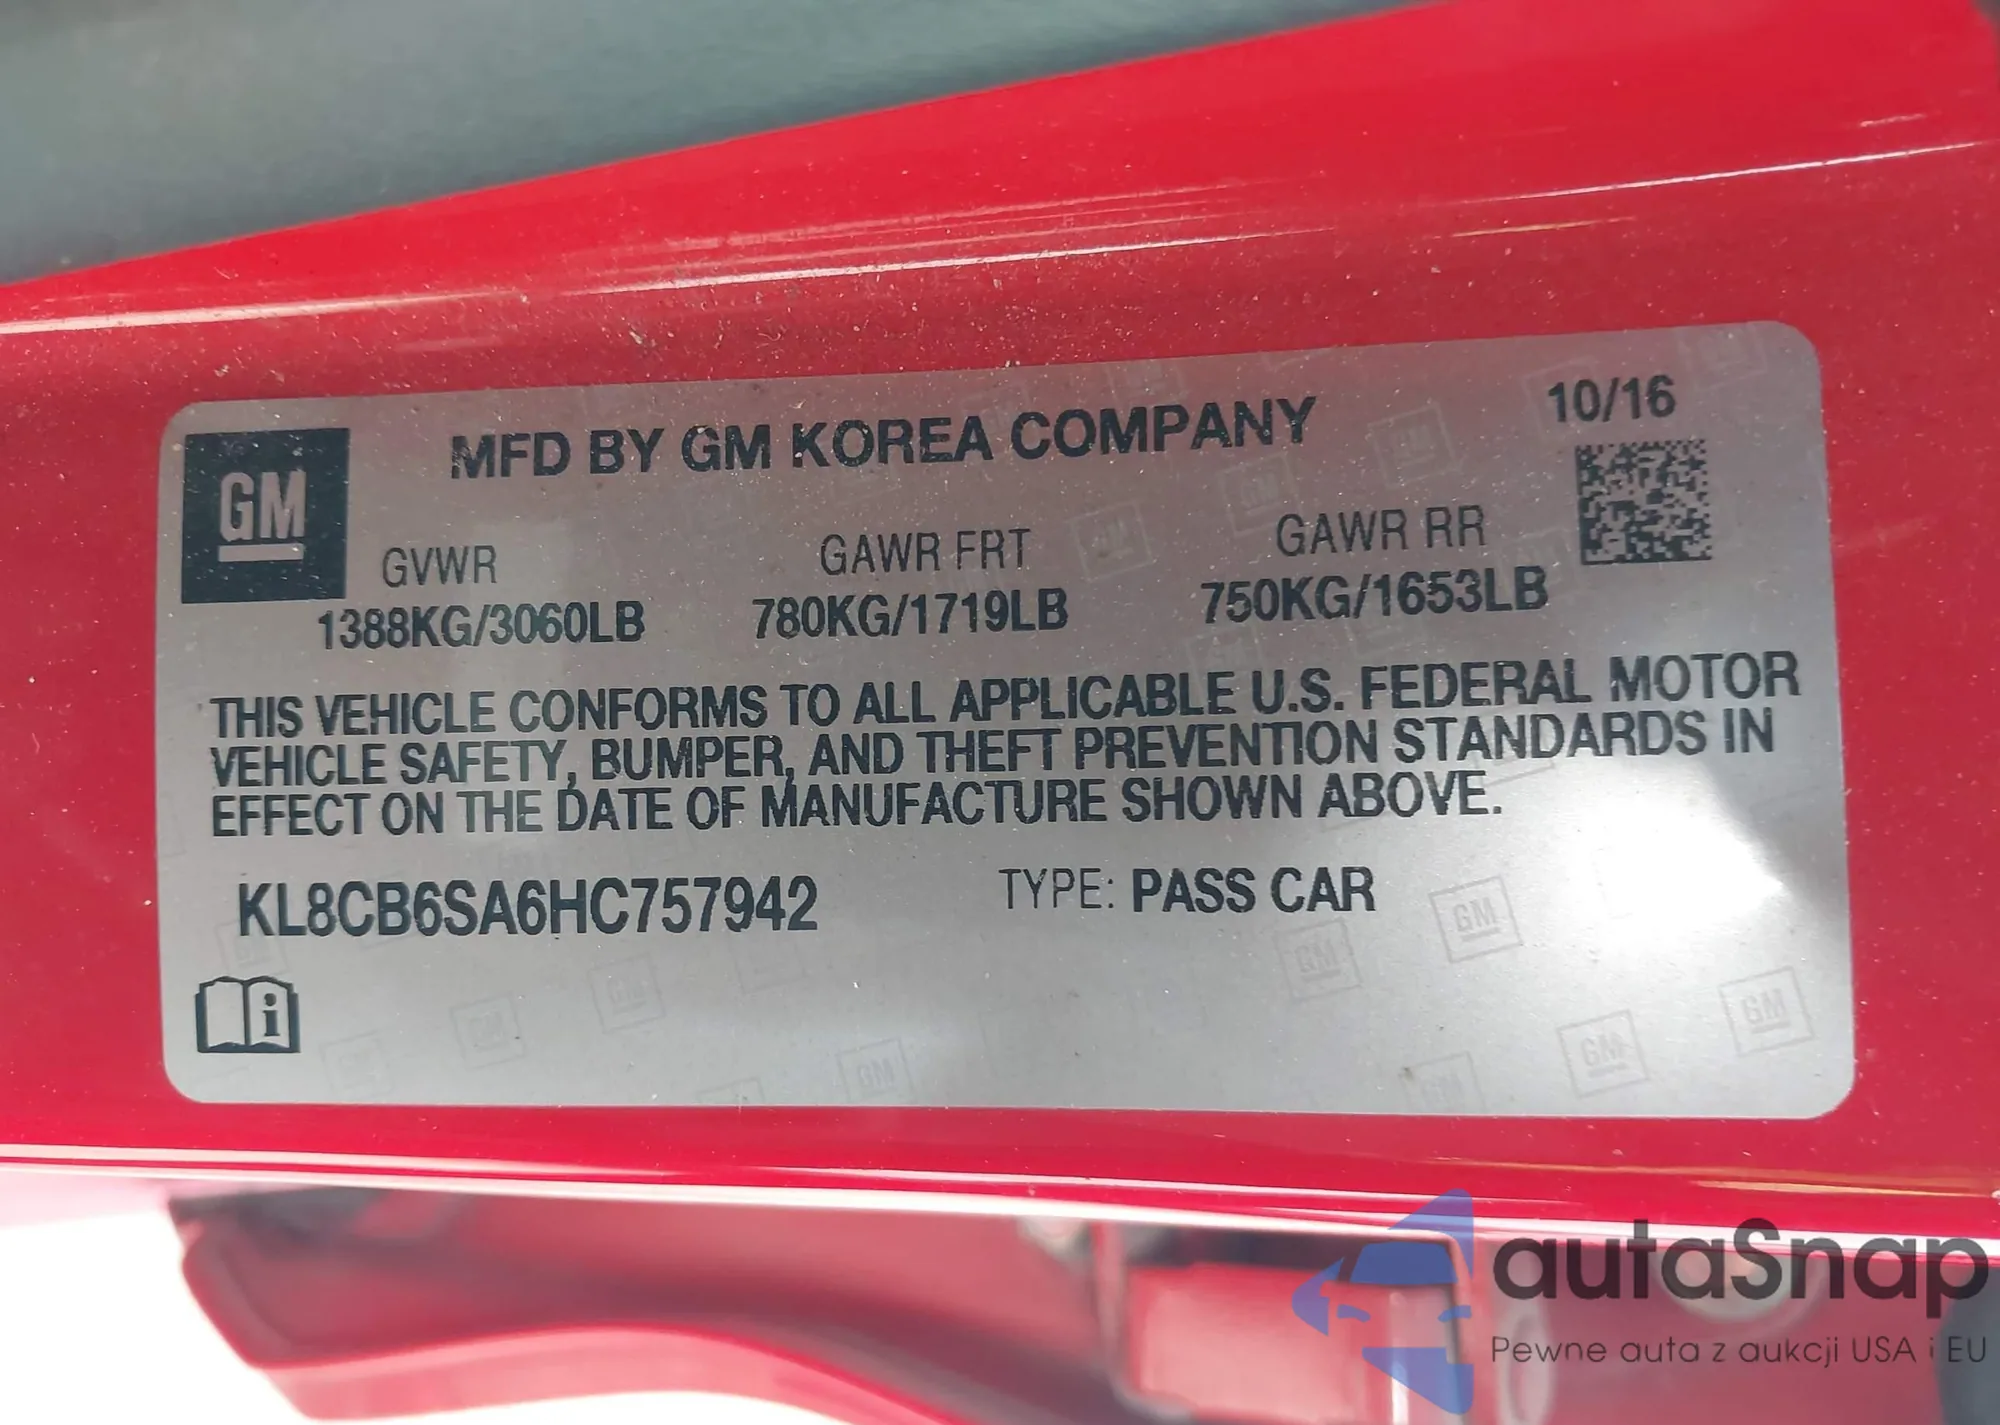 MFD BY GM KOREA COMPANY
10/16
GM
GVWR GAWR FRT GAWR RR
1388KG/3060LB 780KG/1719LB 750KG/1653LB
THIS VEHICLE CONFORMS TO ALL APPLICABLE U.S. FEDERAL MOTOR
VEHICLE SAFETY, BUMPER, AND THEFT PREVENTION STANDARDS IN
EFFECT ON THE DATE OF MANUFACTURE SHOWN ABOVE.
KL8CB6SA6HC757942 TYPE: PASS CAR
autaSnap
Pewne auta z aukcji USA i EU